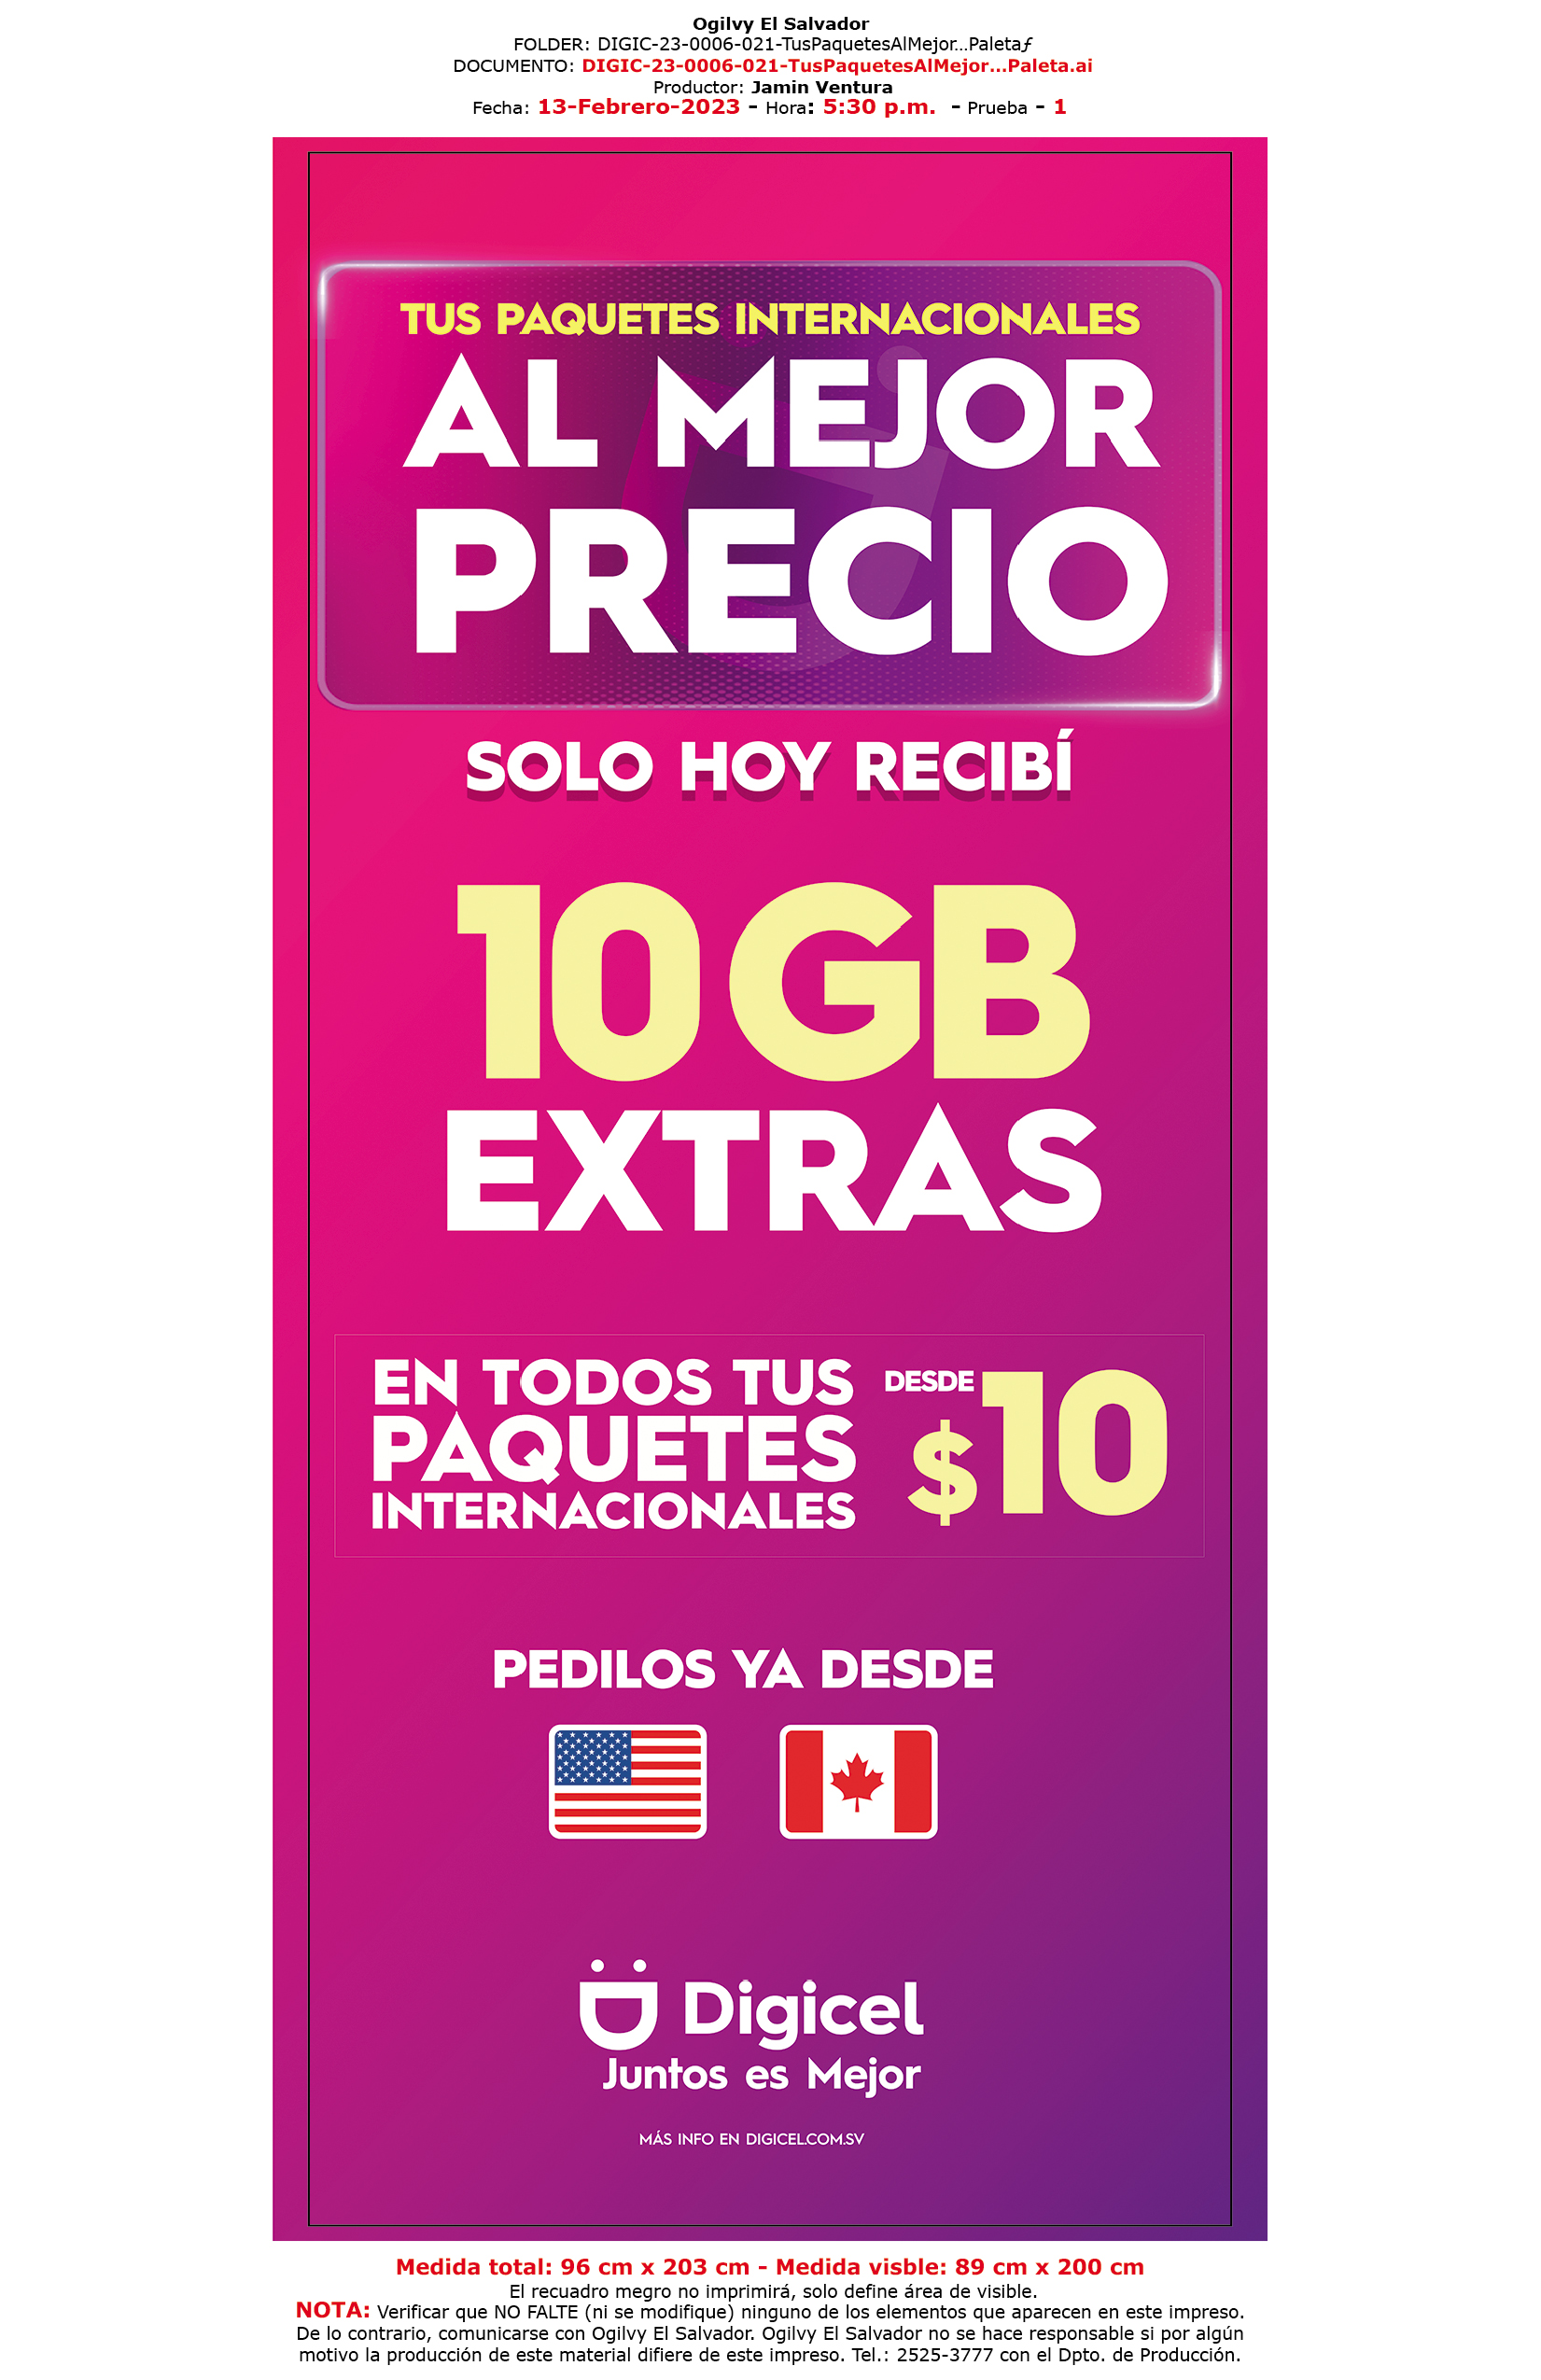 Ogilvy El Salvador
FOLDER: DIGIC-23-0006-021-TusPaquetesAlMejor...Paletaƒ
DOCUMENTO: DIGIC-23-0006-021-TusPaquetesAlMejor...Paleta.ai
Productor: Jamin Ventura
Fecha: 13-Febrero-2023 - Hora: 5:30 p.m. - Prueba - 1
TUS PAQUETES INTERNACIONALES
AL MEJOR
PRECIO
SOLO HOY RECIBÍ
10 GB
EXTRAS
EN TODOS TUS
PAQUETES
INTERNACIONALES
DESDE
$10
PEDILOS YA DESDE
Digicel
Juntos es Mejor
MÁS INFO EN DIGICEL.COM.SV
Medida total: 96 cm x 203 cm - Medida visble: 89 cm x 200 cm
El recuadro megro no imprimirá, solo define área de visible.
NOTA: Verificar que NO FALTE (ni se modifique) ninguno de los elementos que aparecen en este impreso.
De lo contrario, comunicarse con Ogilvy El Salvador. Ogilvy El Salvador no se hace responsable si por algún
motivo la producción de este material difiere de este impreso. Tel.: 2525-3777 con el Dpto. de Producción.